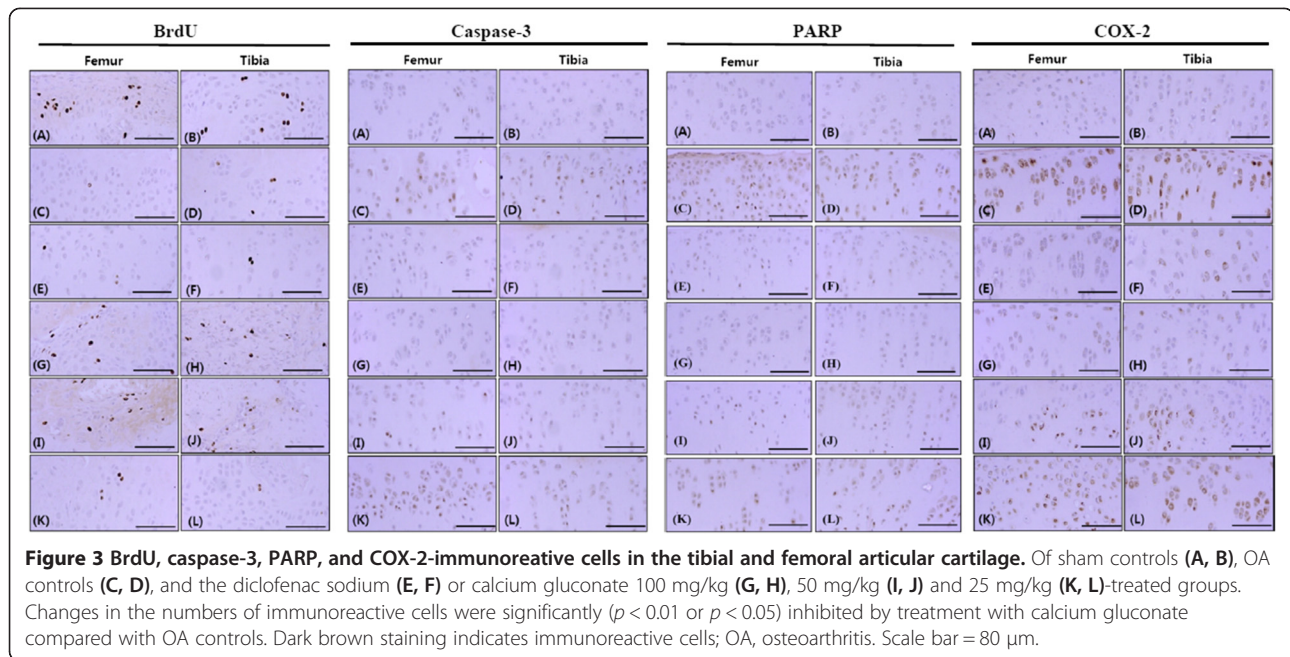 BrdU Caspase-3 PARP COX-2
Femur Tibia Femur Tibia Femur Tibia Femur Tibia
(A) (B) (A) (B) (A) (B) (A) (B)
(C) (D) (C) (D) (C) (D) (C) (D)
(E) (F) (E) (F) (E) (F) (E) (F)
(G) (H) (G) (H) (G) (H) (G) (H)
(I) (J) (I) (J) (I) (J) (I) (J)
(K) (L) (K) (L) (K) (L) (K) (L)
Figure 3 BrdU, caspase-3, PARP, and COX-2-immunoreative cells in the tibial and femoral articular cartilage. Of sham controls (A, B), OA
controls (C, D), and the diclofenac sodium (E, F) or calcium gluconate 100 mg/kg (G, H), 50 mg/kg (I, J) and 25 mg/kg (K, L)-treated groups.
Changes in the numbers of immunoreactive cells were significantly (p < 0.01 or p < 0.05) inhibited by treatment with calcium gluconate
compared with OA controls. Dark brown staining indicates immunoreactive cells; OA, osteoarthritis. Scale bar = 80 μm.